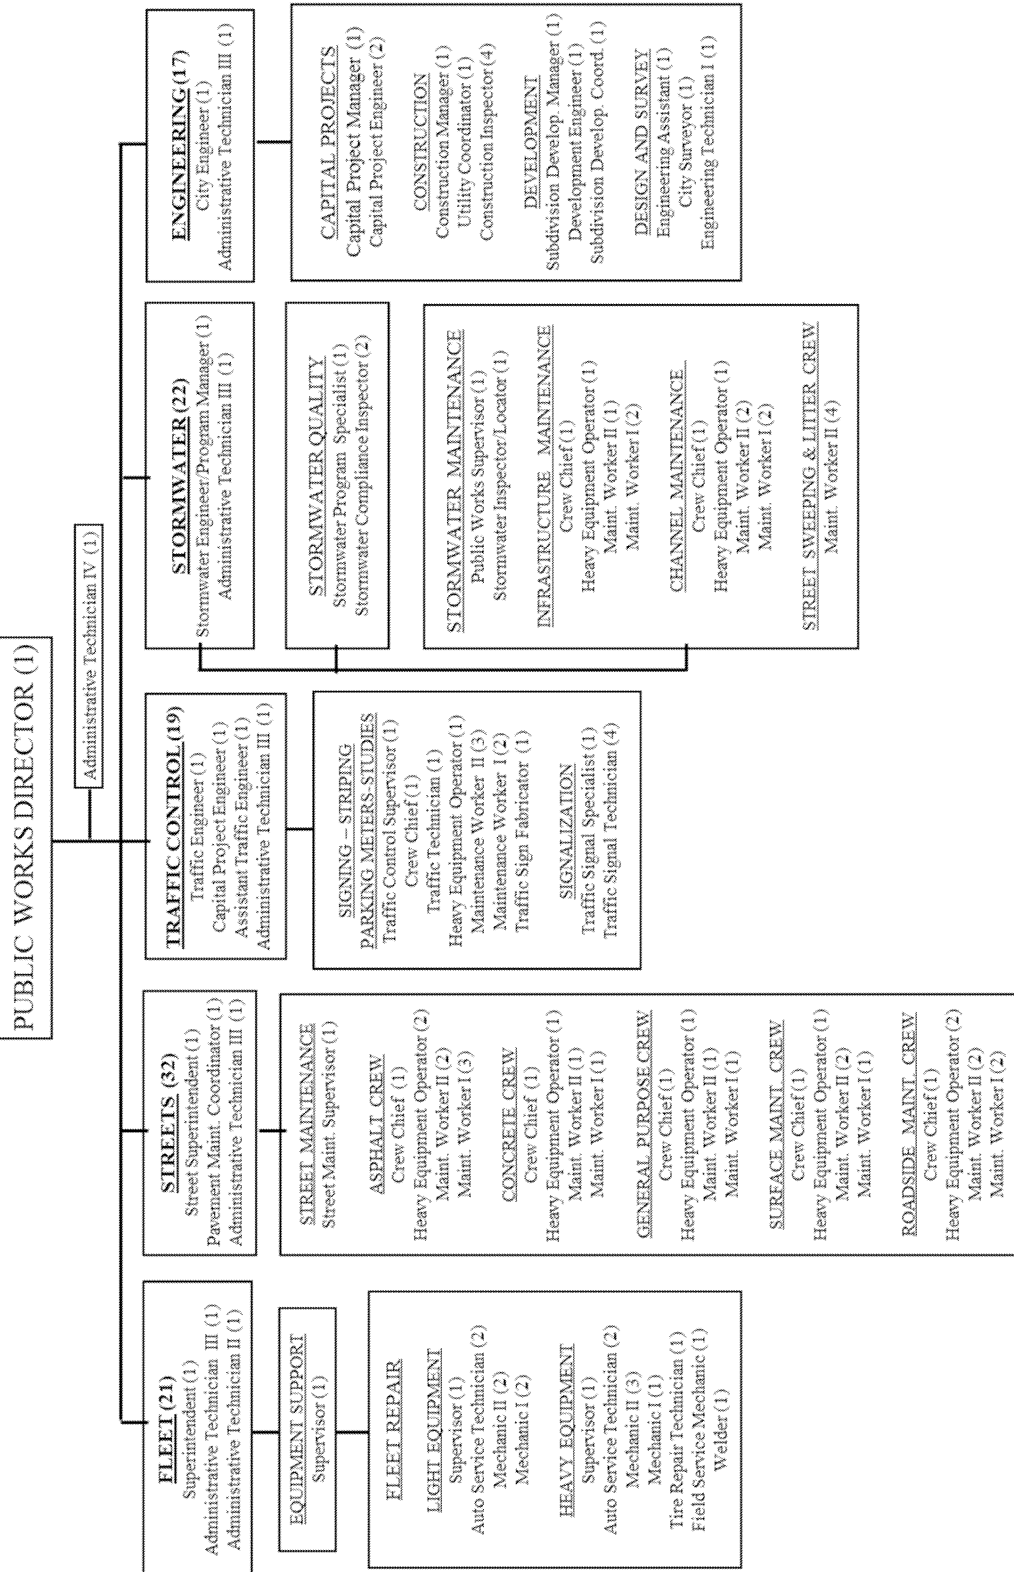 PUBLIC WORKS DIRECTOR (1)
Administrative Technician IV (1)
FLEET (21)
Superintendent (1)
Administrative Technician III (1)
Administrative Technician II (1)
EQUIPMENT SUPPORT
Supervisor (1)
FLEET REPAIR
LIGHT EQUIPMENT
Supervisor (1)
Auto Service Technician (2)
Mechanic II (2)
Mechanic I (2)
HEAVY EQUIPMENT
Supervisor (1)
Auto Service Technician (2)
Mechanic II (3)
Mechanic I (1)
Tire Repair Technician (1)
Field Service Mechanic (1)
Welder (1)
STREETS (32)
Street Superintendent (1)
Pavement Maint. Coordinator (1)
Administrative Technician III (1)
STREET MAINTENANCE
Street Maint. Supervisor (1)
ASPHALT CREW
Crew Chief (1)
Heavy Equipment Operator (2)
Maint. Worker II (2)
Maint. Worker I (3)
CONCRETE CREW
Crew Chief (1)
Heavy Equipment Operator (1)
Maint. Worker II (1)
Maint. Worker I (1)
GENERAL PURPOSE CREW
Crew Chief (1)
Heavy Equipment Operator (1)
Maint. Worker II (1)
Maint. Worker I (1)
SURFACE MAINT CREW
Crew Chief (1)
Heavy Equipment Operator (1)
Maint. Worker II (2)
Maint. Worker I (1)
ROADSIDE MAINT. CREW
Crew Chief (1)
Heavy Equipment Operator (2)
Maint. Worker II (2)
Maint. Worker I (2)
TRAFFIC CONTROL (19)
Traffic Engineer (1)
Capital Project Engineer (1)
Assistant Traffic Engineer (1)
Administrative Technician III (1)
SIGNING – STRIPING
PARKING METERS-STUDIES
Traffic Control Supervisor (1)
Crew Chief (1)
Traffic Technician (1)
Heavy Equipment Operator (1)
Maintenance Worker II (3)
Maintenance Worker I (2)
Traffic Sign Fabricator (1)
SIGNALIZATION
Traffic Signal Specialist (1)
Traffic Signal Technician (4)
STORMWATER (22)
Stormwater Engineer/Program Manager (1)
Administrative Technician III (1)
STORMWATER QUALITY
Stormwater Program Specialist (1)
Stormwater Compliance Inspector (2)
STORMWATER MAINTENANCE
Public Works Supervisor (1)
Stormwater Inspector/Locator (1)
INFRASTRUCTURE MAINTENANCE
Crew Chief (1)
Heavy Equipment Operator (1)
Maint. Worker II (1)
Maint. Worker I (2)
CHANNEL MAINTENANCE
Crew Chief (1)
Heavy Equipment Operator (1)
Maint. Worker II (2)
Maint. Worker I (2)
STREET SWEEPING & LITTER CREW
Maint. Worker II (4)
ENGINEERING (17)
City Engineer (1)
Administrative Technician III (1)
CAPITAL PROJECTS
Capital Project Manager (1)
Capital Project Engineer (2)
CONSTRUCTION
Construction Manager (1)
Utility Coordinator (1)
Construction Inspector (4)
DEVELOPMENT
Subdivision Develop. Manager (1)
Development Engineer (1)
Subdivision Develop. Coord. (1)
DESIGN AND SURVEY
Engineering Assistant (1)
City Surveyor (1)
Engineering Technician I (1)